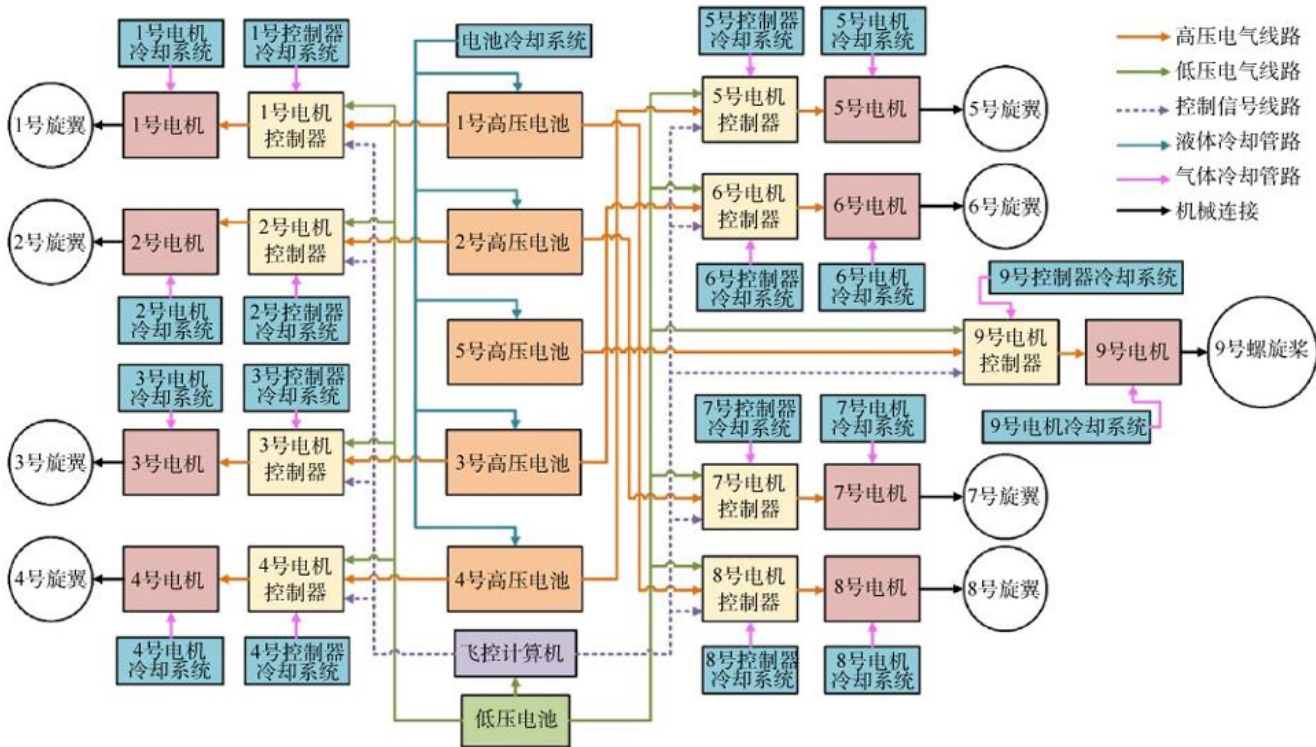 1号电机
冷却系统
1号控制器
冷却系统
电池冷却系统
5号控制器
冷却系统
5号电机
冷却系统
高压电气线路
低压电气线路
控制信号线路
液体冷却管路
气体冷却管路
机械连接
1号旋翼
1号电机
1号电机
控制器
1号高压电池
5号电机
控制器
5号电机
5号旋翼
2号旋翼
2号电机
2号电机
控制器
2号高压电池
6号电机
控制器
6号电机
6号旋翼
2号电机
冷却系统
2号控制器
冷却系统
6号控制器
冷却系统
6号电机
冷却系统
9号控制器冷却系统
5号高压电池
9号电机
控制器
9号电机
9号螺旋桨
3号电机
冷却系统
3号控制器
冷却系统
7号控制器
冷却系统
7号电机
冷却系统
9号电机冷却系统
3号旋翼
3号电机
3号电机
控制器
3号高压电池
7号电机
控制器
7号电机
7号旋翼
4号旋翼
4号电机
4号电机
控制器
4号高压电池
8号电机
控制器
8号电机
8号旋翼
4号电机
冷却系统
4号控制器
冷却系统
飞控计算机
8号控制器
冷却系统
8号电机
冷却系统
低压电池